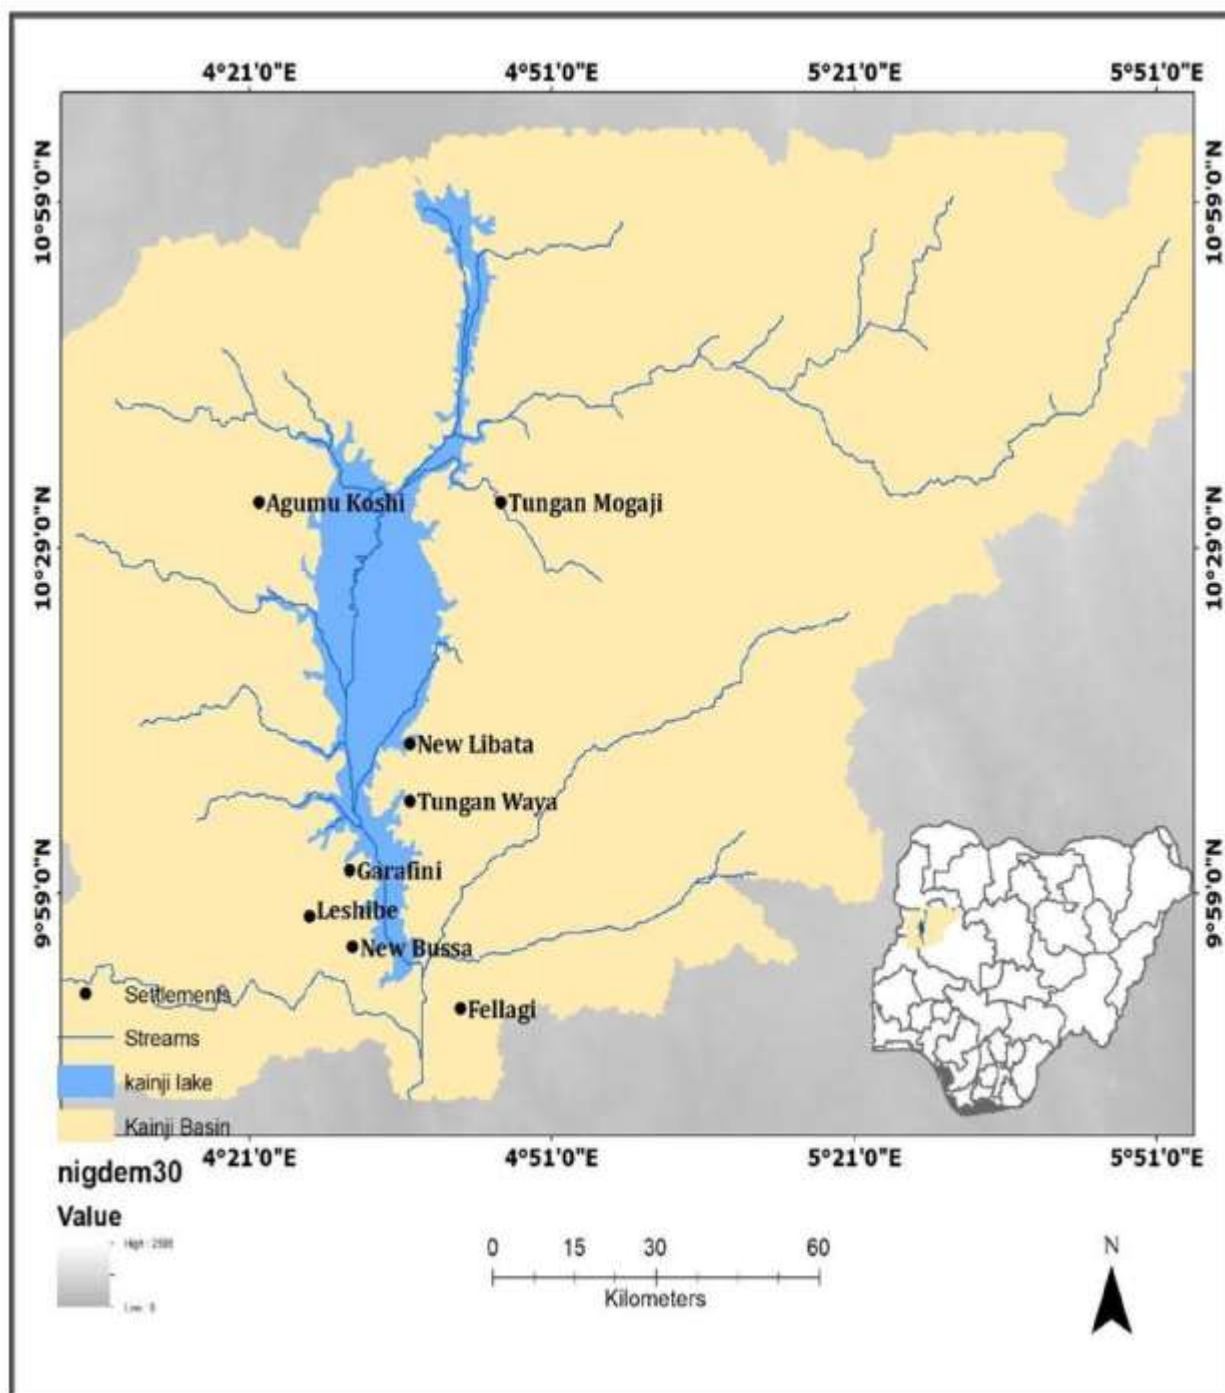 4°21'0"E 4°51'0"E 5°21'0"E 5°51'0"E
10°59'0"N
10°59'0"N
Agumu Koshi
Tungan Mogaji
10°29'0"N
10°29'0"N
New Libata
Tungan Waya
Garafini
9°59'0"N
9°59'0"N
Leshibe
New Bussa
Fellagi
Settlements
Streams
kainji lake
Kainji Basin
4°21'0"E 4°51'0"E 5°21'0"E 5°51'0"E
nigdem30
Value
High :
Low :
0 15 30 60
Kilometers
N